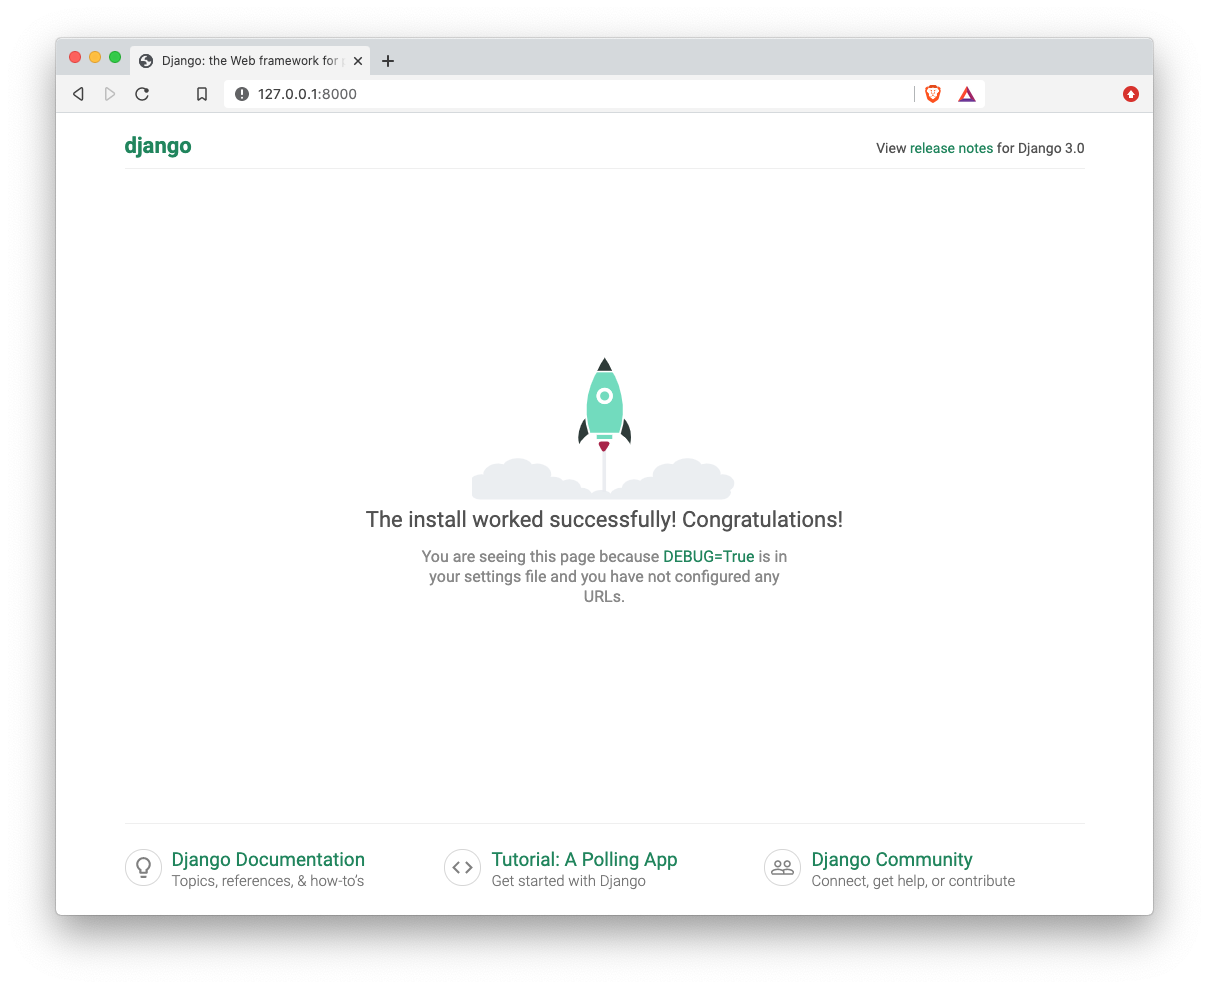 Django: the Web framework for
127.0.0.1:8000
django
View release notes for Django 3.0
The install worked successfully! Congratulations!
You are seeing this page because DEBUG=True is in
your settings file and you have not configured any
URLs.
Django Documentation
Topics, references, & how-to's
Tutorial: A Polling App
Get started with Django
Django Community
Connect, get help, or contribute